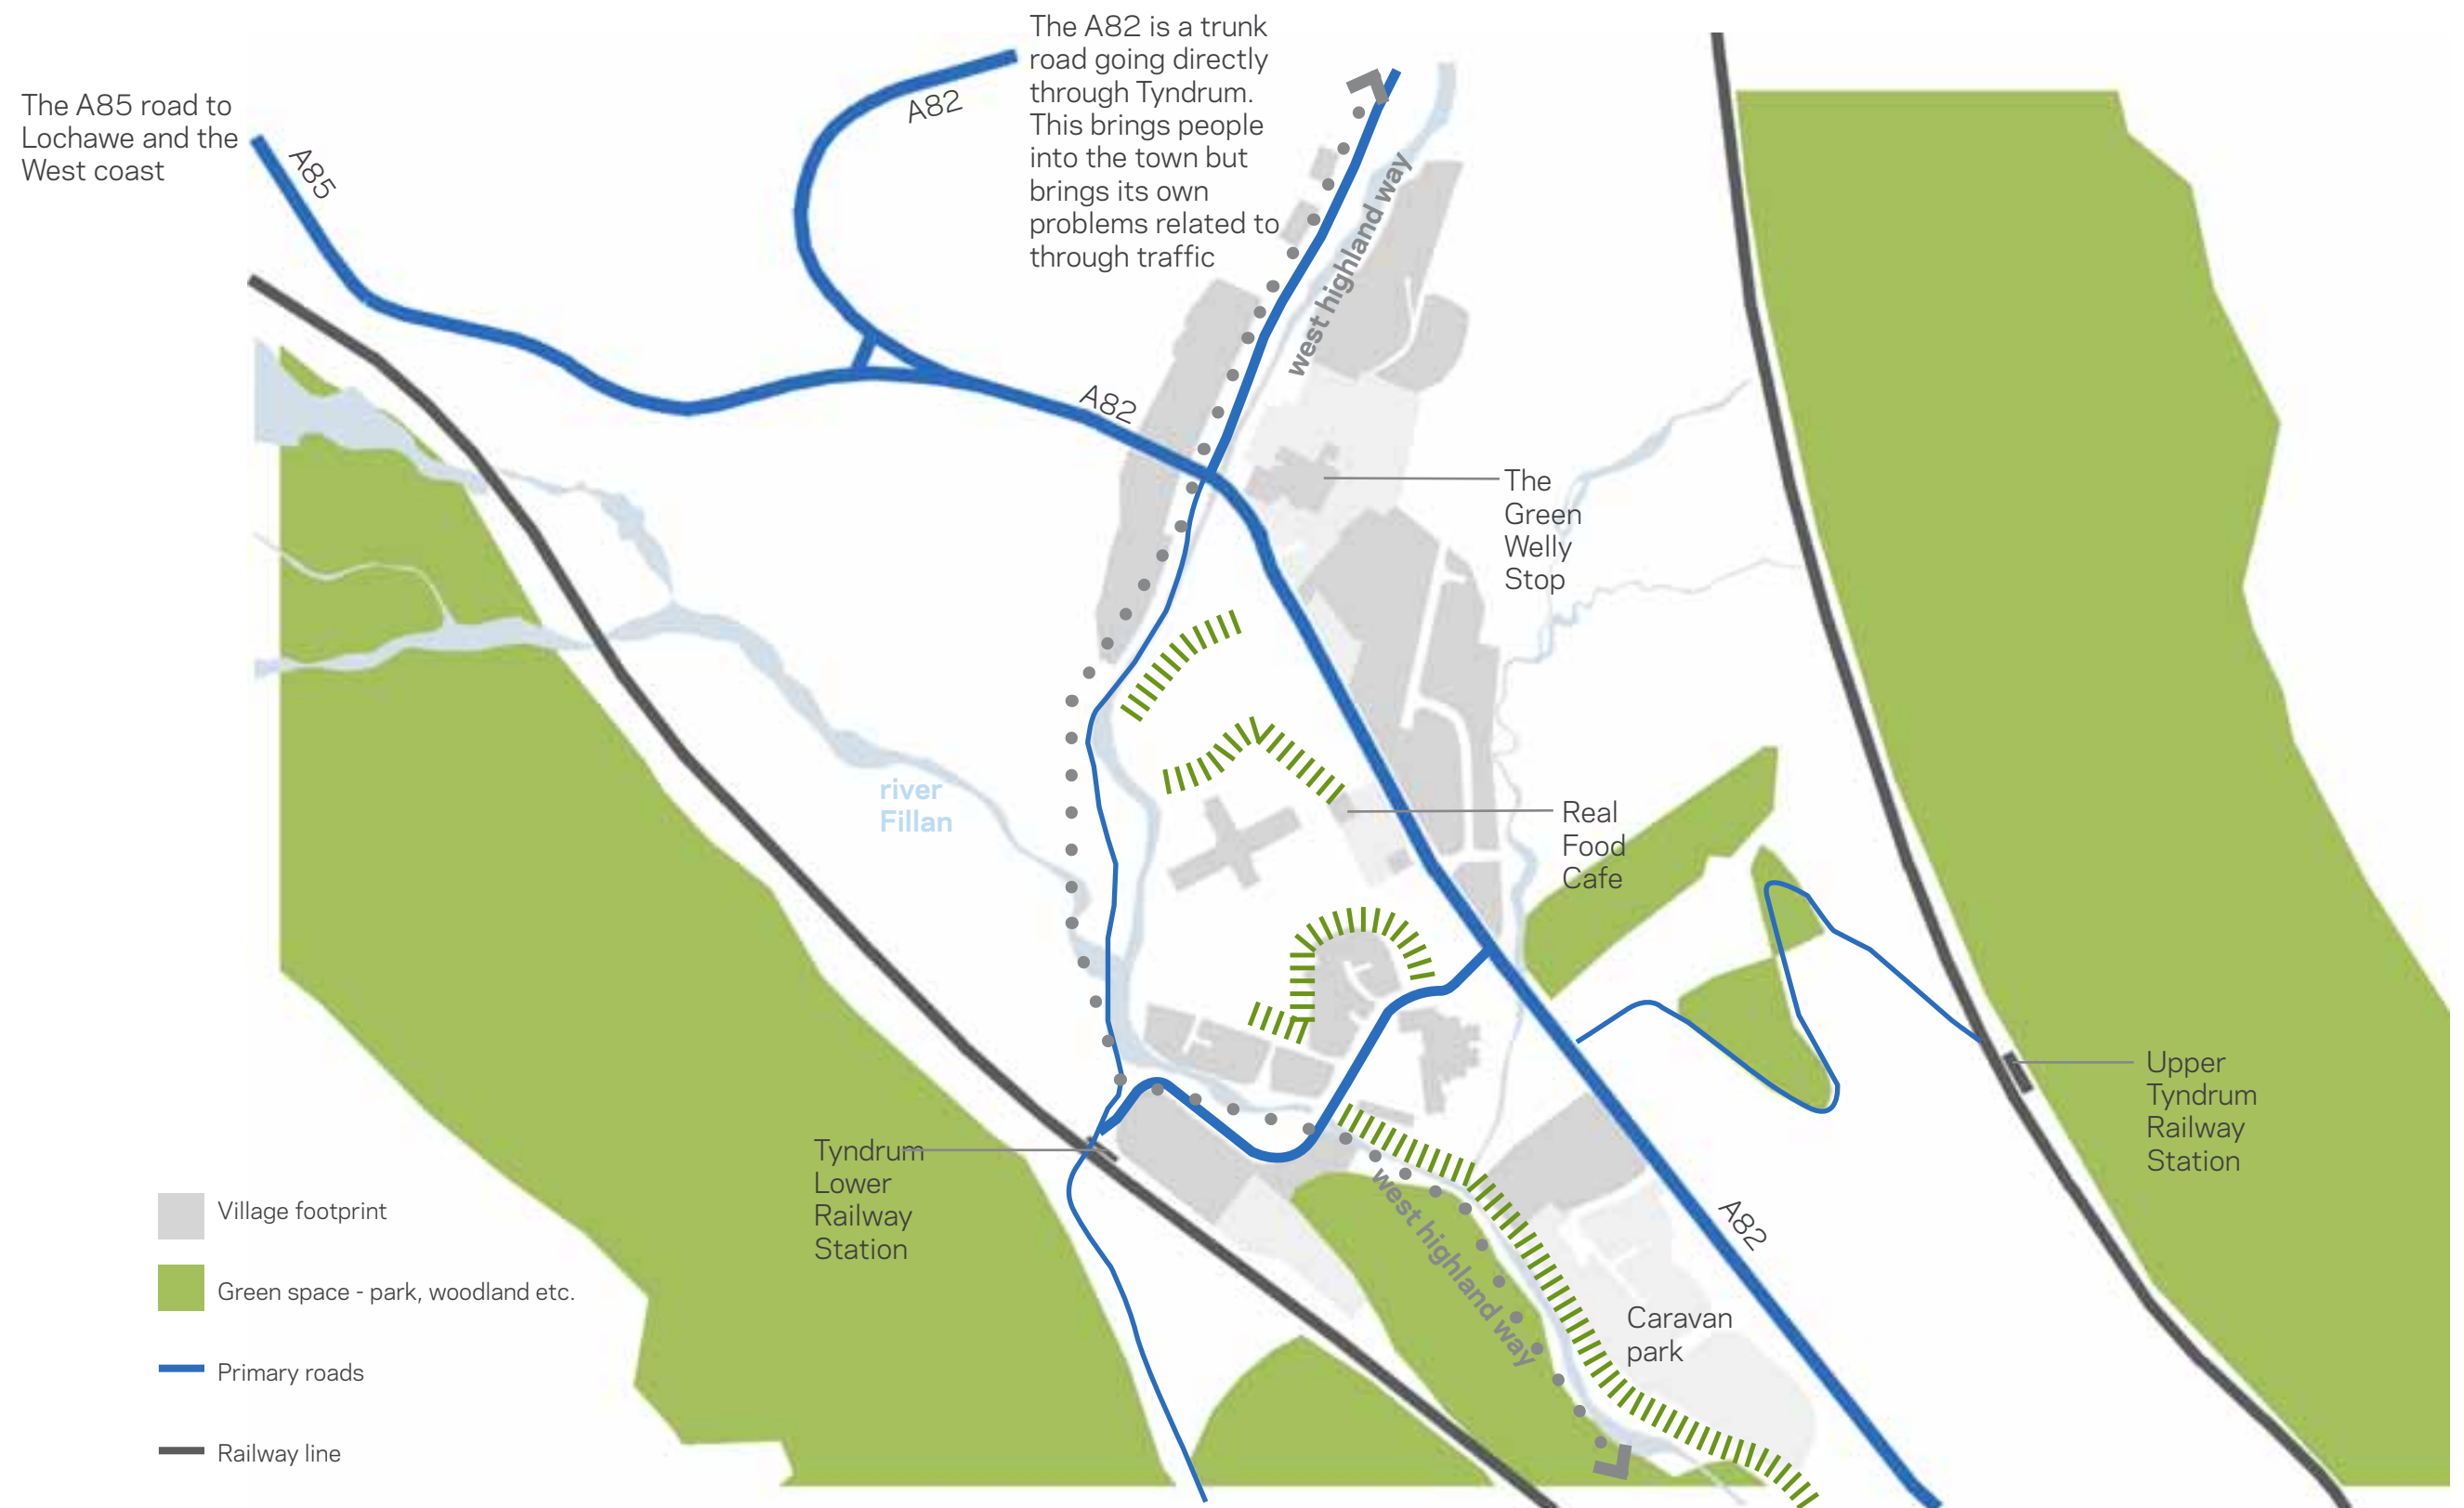 The A82 is a trunk
road going directly
through Tyndrum.
This brings people
into the town but
brings its own
problems related to
through traffic
The A85 road to
Lochawe and the
West coast
A85
A82
west highland way
A82
The
Green
Welly
Stop
river
Fillan
Real
Food
Cafe
Upper
Tyndrum
Railway
Station
Tyndrum
Lower
Railway
Station
west highland way
A82
Caravan
park
Village footprint
Green space - park, woodland etc.
Primary roads
Railway line